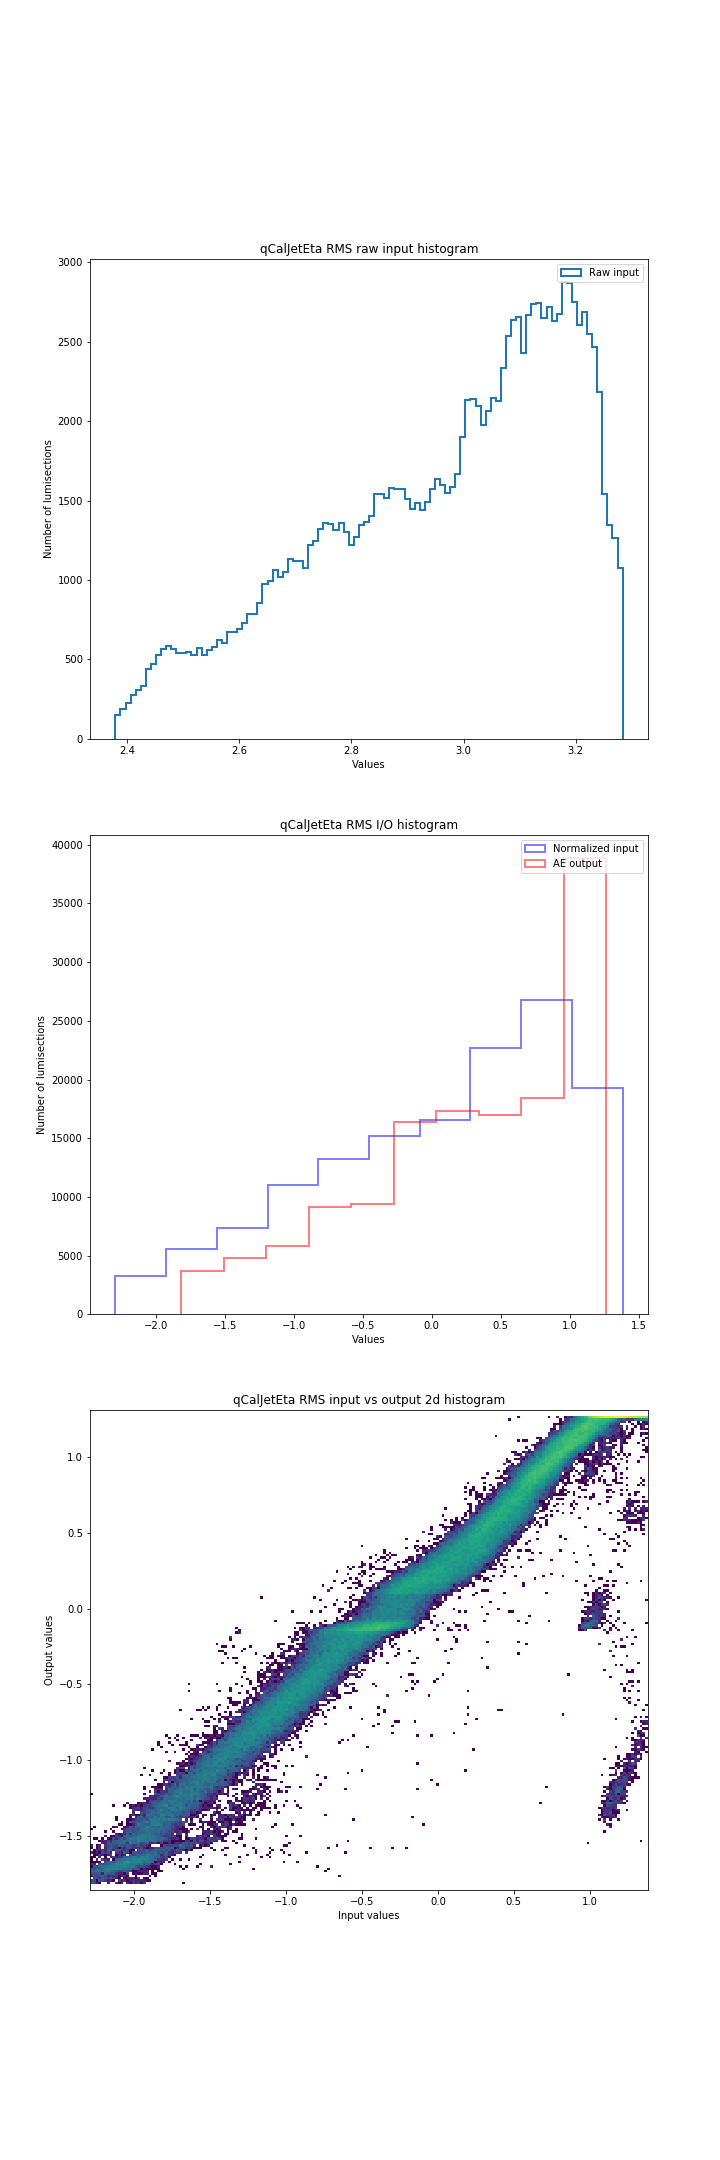 qCalJetEta RMS raw input histogram
Raw input
Number of lumisections
3000
2500
2000
1500
1000
500
0
2.4 2.6 2.8 3.0 3.2
Values
qCalJetEta RMS I/O histogram
Normalized input
AE output
Number of lumisections
40000
35000
30000
25000
20000
15000
10000
5000
0
−2.0 −1.5 −1.0 −0.5 0.0 0.5 1.0 1.5
Values
qCalJetEta RMS input vs output 2d histogram
Output values
1.0
0.5
0.0
−0.5
−1.0
−1.5
−2.0 −1.5 −1.0 −0.5 0.0 0.5 1.0
Input values